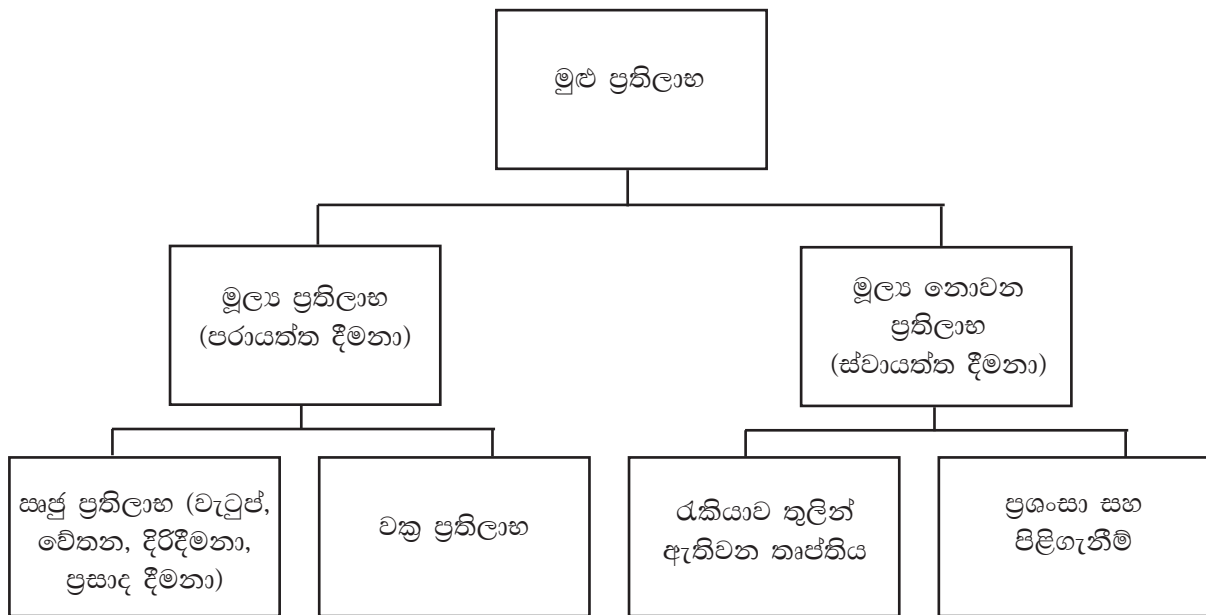 මුළු ප්‍රතිලාභ
මූල්‍ය ප්‍රතිලාභ
(පරායත්ත දීමනා)
මූල්‍ය නොවන
ප්‍රතිලාභ
(ස්වායත්ත දීමනා)
සෘජු ප්‍රතිලාභ (වැටුප්,
වේතන, දිරිදීමනා,
ප්‍රසාද දීමනා)
වක්‍ර ප්‍රතිලාභ
රැකියාව තුලින්
ඇතිවන තෘප්තිය
ප්‍රශංසා සහ
පිළිගැනීම්